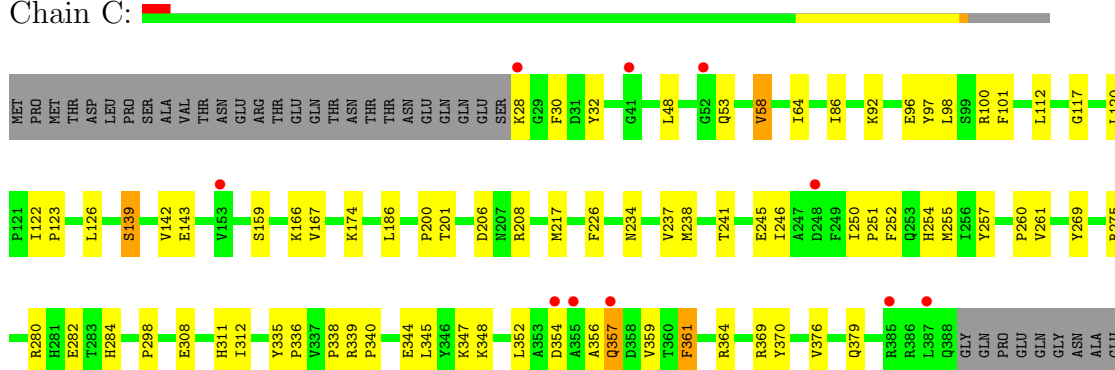 Chain C:
MET PRO MET THR ASP LEU PRO SER ALA VAL THR ASN GLU ARG THR GLU GLN THR ASN THR THR ASN GLU GLN GLN GLU SER K28 G29 F30 D31 Y32 G41 L48 G52 Q53 V58 I64 I86 K92 E96 Y97 L98 S99 R100 F101 L112 G117
P121 I122 P123 L126 S139 V142 E143 V153 S159 K166 V167 K174 L186 P200 T201 D206 N207 R208 M217 F226 N234 V237 M238 T241 E245 I246 A247 D248 F249 I250 P251 F252 Q253 H254 M255 I256 Y257 P260 V261 Y269
R280 H281 E282 T283 H284 P298 E308 H311 I312 Y335 P336 V337 P338 R339 P340 E344 L345 Y346 K347 K348 L352 A353 D354 A355 A356 Q357 D358 V359 T360 F361 R364 R369 Y370 V376 Q379 R385 R386 L387 Q388 GLY GLN PRO GLU GLN GLY ASN ALA